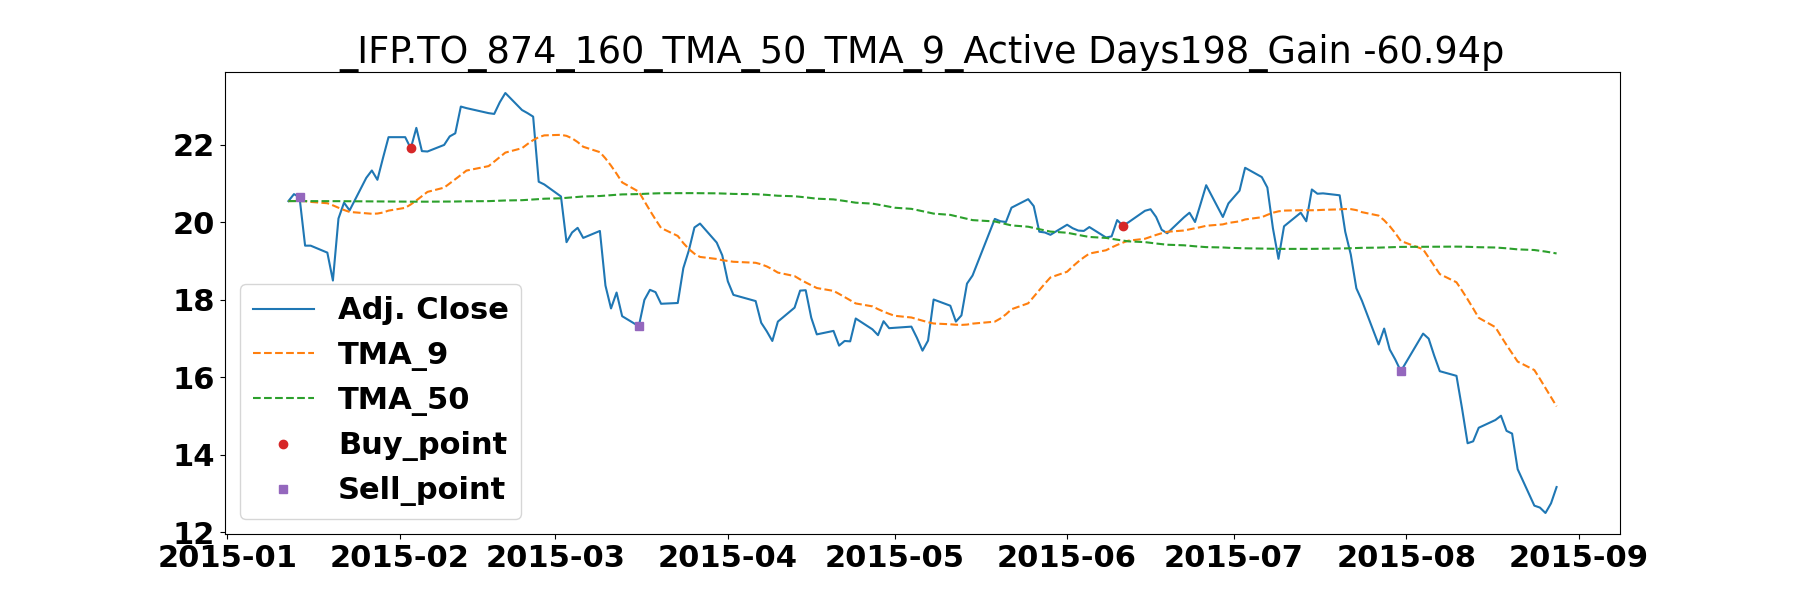 _IFP.TO_874_160_TMA_50_TMA_9_Active Days198_Gain -60.94p
22
20
18
16
14
12
Adj. Close
TMA_9
TMA_50
Buy_point
Sell_point
2015-01 2015-02 2015-03 2015-04 2015-05 2015-06 2015-07 2015-08 2015-09